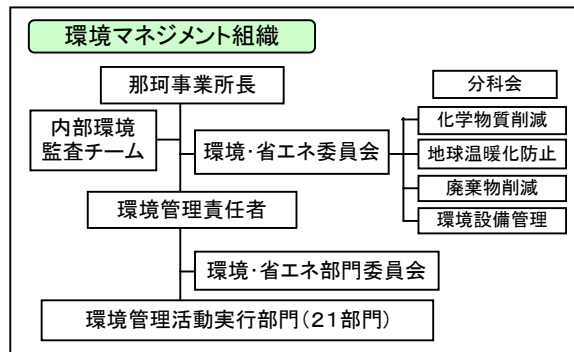 環境マネジメント組織
那珂事業所長
内部環境
監査チーム
環境・省エネ委員会
分科会
化学物質削減
地球温暖化防止
廃棄物削減
環境設備管理
環境管理責任者
環境・省エネ部門委員会
環境管理活動実行部門(21部門)